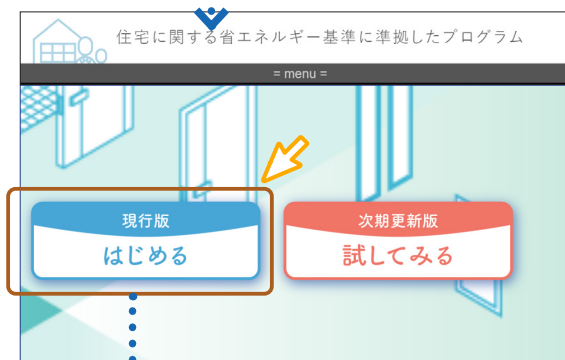 住宅に関する省エネルギー基準に準拠したプログラム
= menu =
現行版
はじめる
次期更新版
試してみる